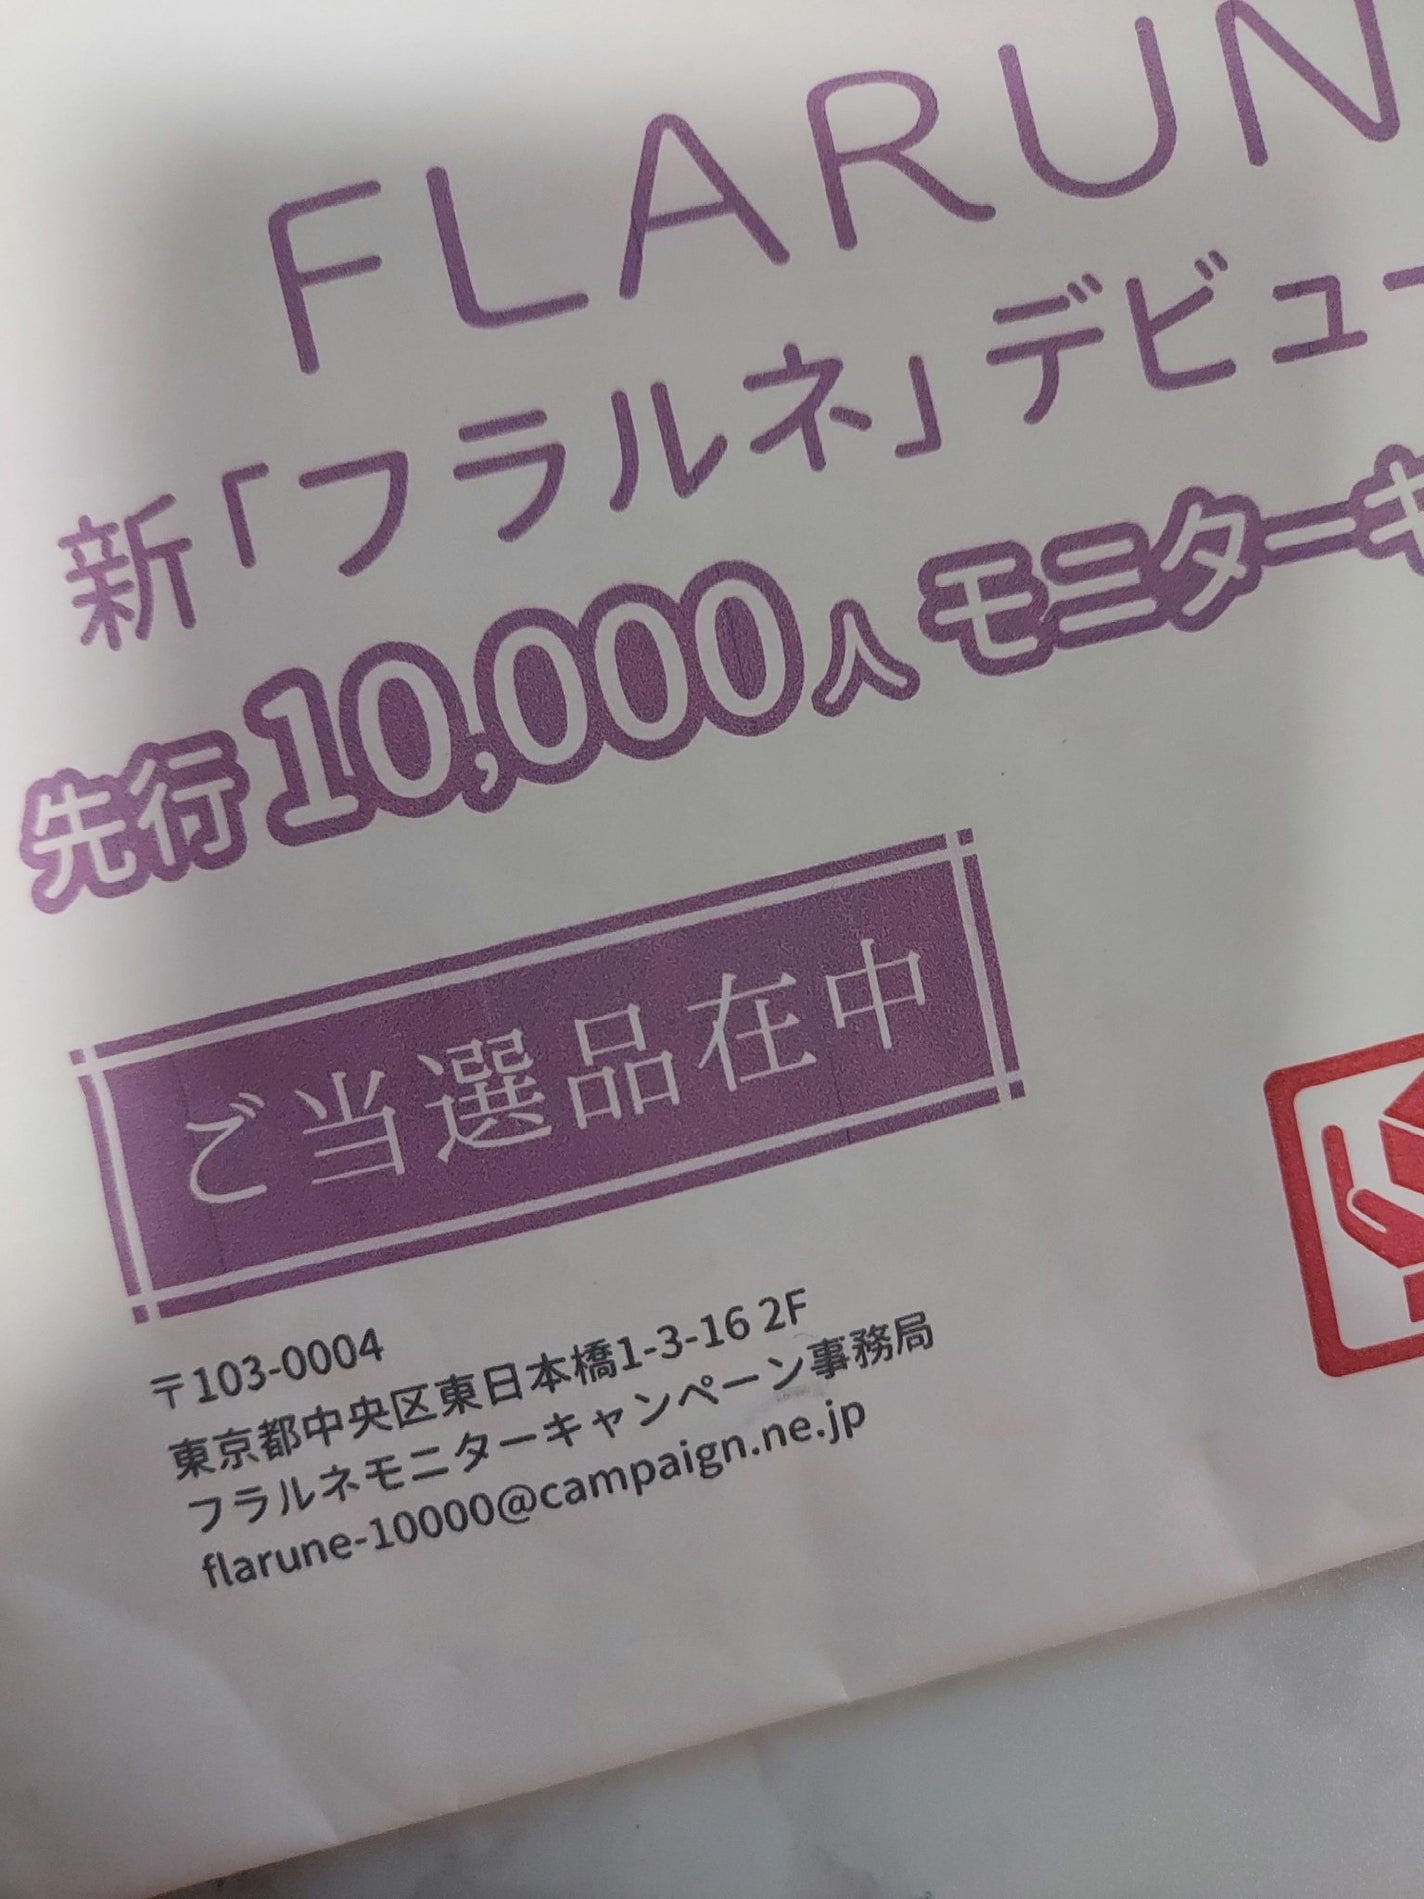 FLARUN
新「フラルネ」デビュー
先行10,000人 モニターキ
ご当選品在中
〒103-0004
東京都中央区東日本橋1-3-16 2F
フラルネモニターキャンペーン事務局
flarune-10000@campaign.ne.jp